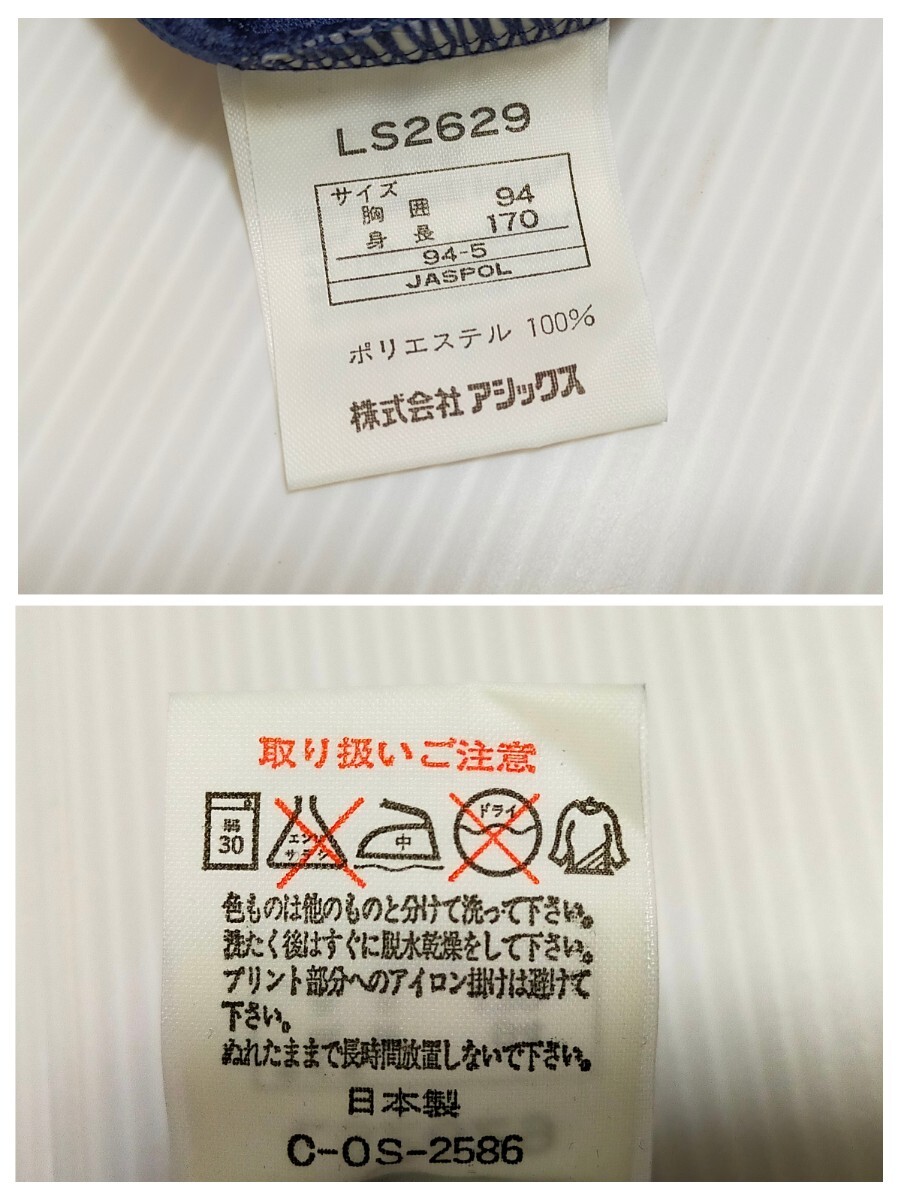 LS2629
サイズ
胸囲 94
身長 170
94-5
JASPOL
ポリエステル 100%
株式会社アシックス
取り扱いご注意
30
エンソ
サラシ
中
ドライ
色ものは他のものと分けて洗って下さい。
洗たく後はすぐに脱水乾燥をして下さい。
プリント部分へのアイロン掛けは避けて
下さい。
ぬれたままで長時間放置しないで下さい。
日本製
C-OS-2586